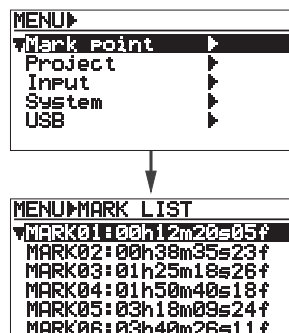 MENU▶
▼Mark point ▶
Project ▶
Input ▶
System ▶
USB ▶
MENU▶MARK LIST
▼MARK01:00h12m20s05f
MARK02:00h38m35s23f
MARK03:01h25m18s26f
MARK04:01h50m40s18f
MARK05:03h18m09s24f
MARK06:03h40m26s11f